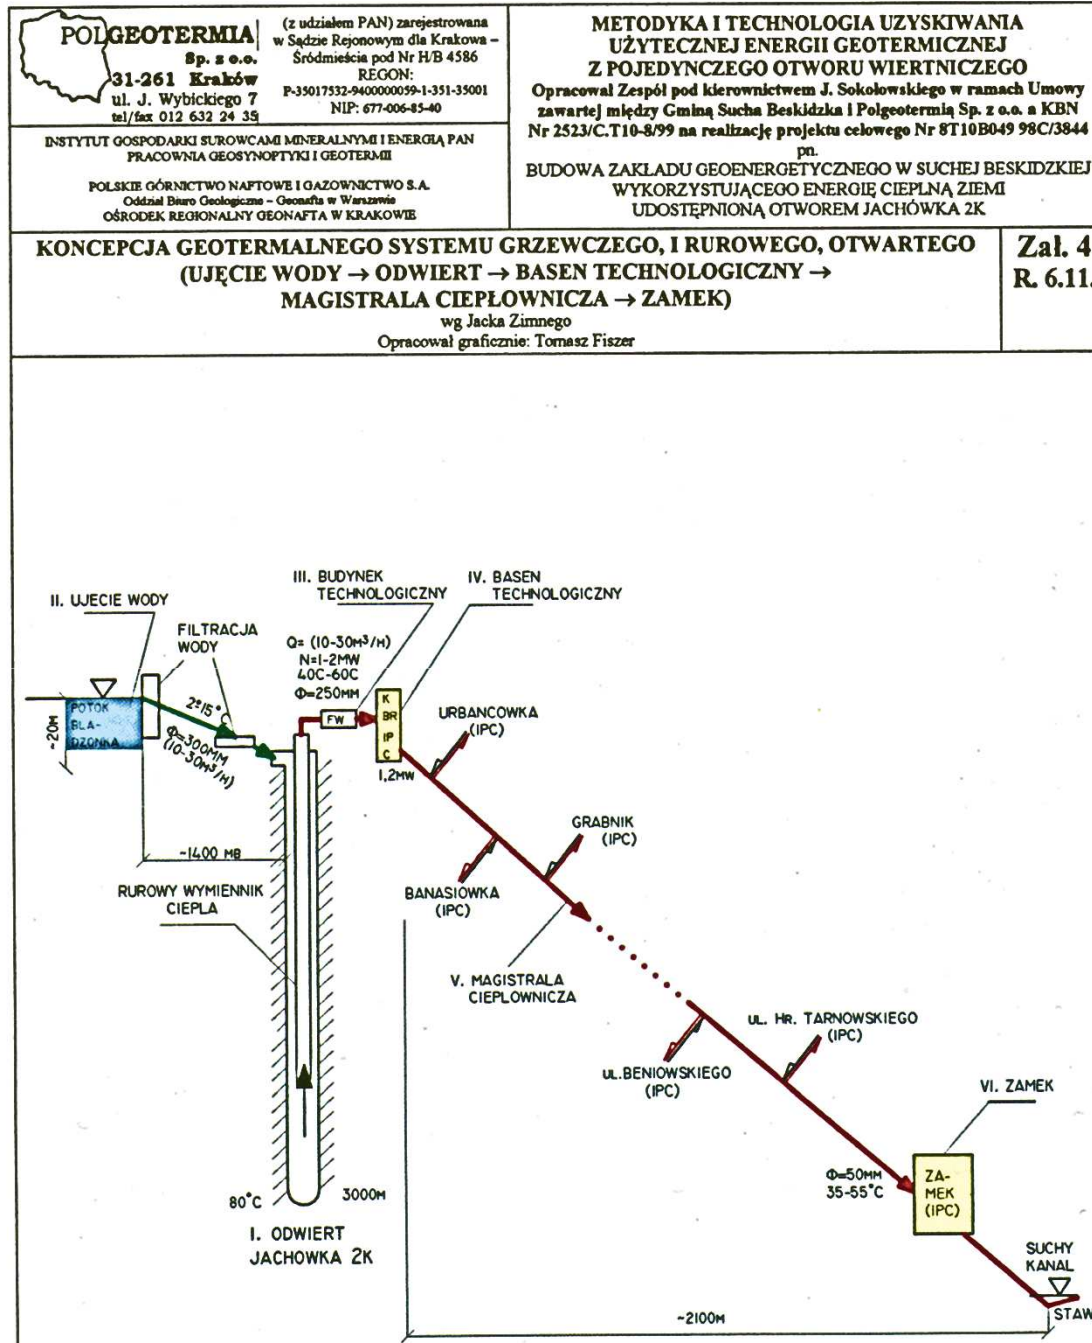 POLGEOTERMIA
Sp. z o.o.
31-261 Kraków
ul. J. Wybickiego 7
tel/fax 012 632 24 35
(z udziałem PAN) zarejestrowana
w Sądzie Rejonowym dla Krakowa –
Śródmieścia pod Nr H/B 4586
REGON:
P-35017532-9400000059-1-351-35001
NIP: 677-006-85-40
INSTYTUT GOSPODARKI SUROWCAMI MINERALNYMI I ENERGIĄ PAN
PRACOWNIA GEOSYNOPTYKI I GEOTERMII
POLSKIE GÓRNICTWO NAFTOWE I GAZOWNICTWO S.A.
Oddział Biuro Geologiczne – Geonafta w Warszawie
OŚRODEK REGIONALNY GEONAFTA W KRAKOWIE
METODYKA I TECHNOLOGIA UZYSKIWANIA
UŻYTECZNEJ ENERGII GEOTERMICZNEJ
Z POJEDYNCZEGO OTWORU WIERTNICZEGO
Opracował Zespół pod kierownictwem J. Sokołowskiego w ramach Umowy
zawartej między Gminą Sucha Beskidzka i Polgeotermią Sp. z o.o. a KBN
Nr 2523/C.T10-8/99 na realizację projektu celowego Nr 8T10B049 98C/3844
pn.
BUDOWA ZAKŁADU GEOENERGETYCZNEGO W SUCHEJ BESKIDZKIEJ
WYKORZYSTUJĄCEGO ENERGIĘ CIEPLNĄ ZIEMI
UDOSTĘPNIONĄ OTWOREM JACHÓWKA 2K
KONCEPCJA GEOTERMALNEGO SYSTEMU GRZEWCZEGO, I RUROWEGO, OTWARTEGO
(UJĘCIE WODY → ODWIERT → BASEN TECHNOLOGICZNY →
MAGISTRALA CIEPŁOWNICZA → ZAMEK)
wg Jacka Zimnego
Opracował graficznie: Tomasz Fiszer
Zał. 4
R. 6.11.
II. UJECIE WODY
FILTRACJA
WODY
III. BUDYNEK
TECHNOLOGICZNY
IV. BASEN
TECHNOLOGICZNY
Q= (10-30M³/H)
N=1-2MW
40C-60C
Φ=250MM
FW
K
BR
IP
C
1,2MW
~20M
POTOK
BLA-
DZONKA
2÷15°C
Φ=300MM
(10-30M³/H)
~1400 MB
RUROWY WYMIENNIK
CIEPLA
URBANCOWKA
(IPC)
GRABNIK
(IPC)
BANASIOWKA
(IPC)
V. MAGISTRALA
CIEPLOWNICZA
UL. HR. TARNOWSKIEGO
(IPC)
UL.BENIOWSKIEGO
(IPC)
VI. ZAMEK
Φ=50MM
35-55°C
ZA-
MEK
(IPC)
80°C
3000M
I. ODWIERT
JACHOWKA 2K
SUCHY
KANAL
STAW
~2100M